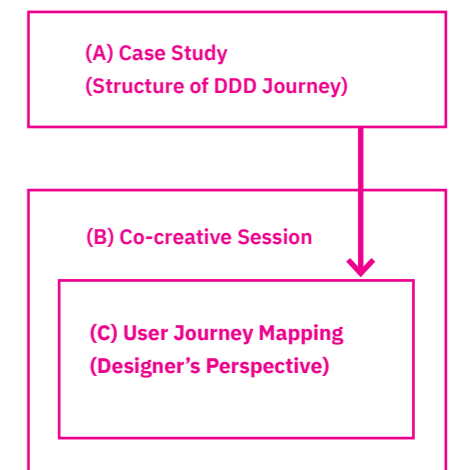 (A) Case Study
(Structure of DDD Journey)
(B) Co-creative Session
(C) User Journey Mapping
(Designer’s Perspective)